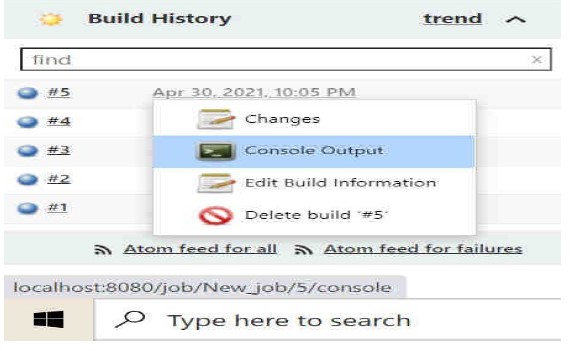 Build History trend
find ×
#5 Apr 30, 2021, 10:05 PM
#4 Changes
#3 Console Output
#2 Edit Build Information
#1 Delete build '#5'
Atom feed for all Atom feed for failures
localhost:8080/job/New_job/5/console
Type here to search